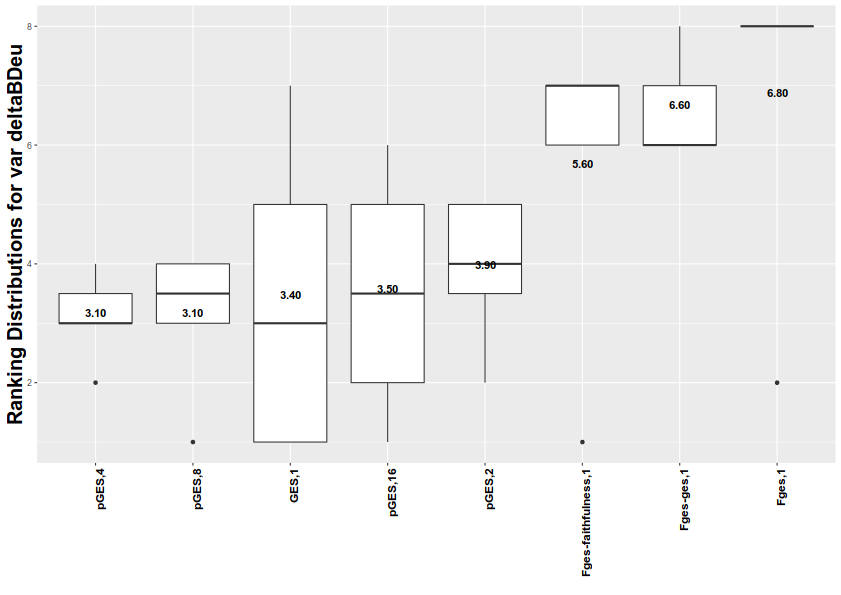 Ranking Distributions for var deltaBDeu
8
6
4
2
3.10
3.10
3.40
3.50
3.90
5.60
6.60
6.80
pGES,4
pGES,8
GES,1
pGES,16
pGES,2
Fges-faithfulness,1
Fges-ges,1
Fges,1